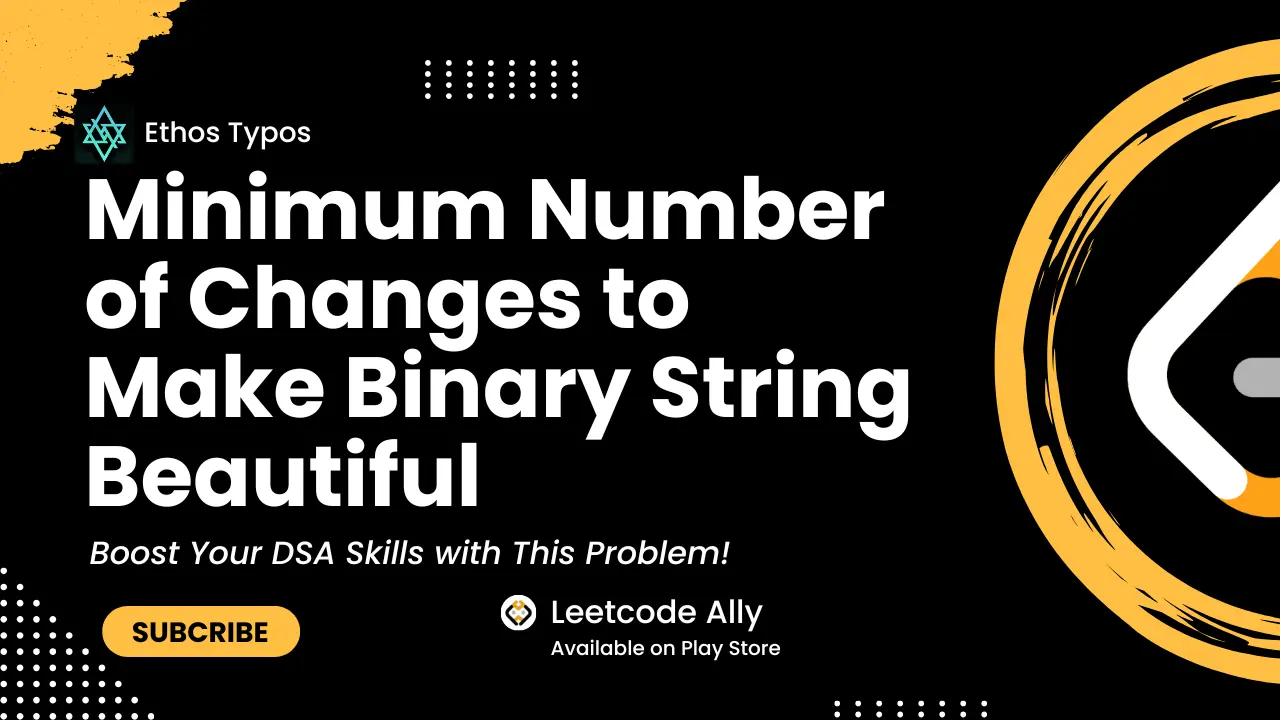 Ethos Typos
Minimum Number
of Changes to
Make Binary String
Beautiful
Boost Your DSA Skills with This Problem!
SUBCRIBE
Leetcode Ally
Available on Play Store